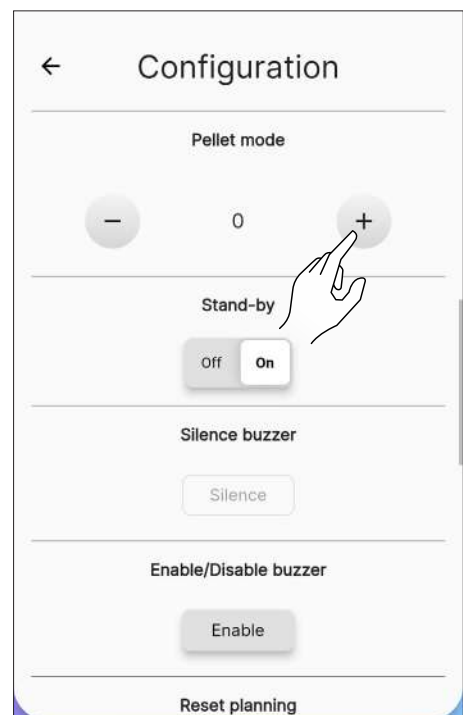 ← Configuration
Pellet mode
− 0 +
Stand-by
Off On
Silence buzzer
Silence
Enable/Disable buzzer
Enable
Reset planning